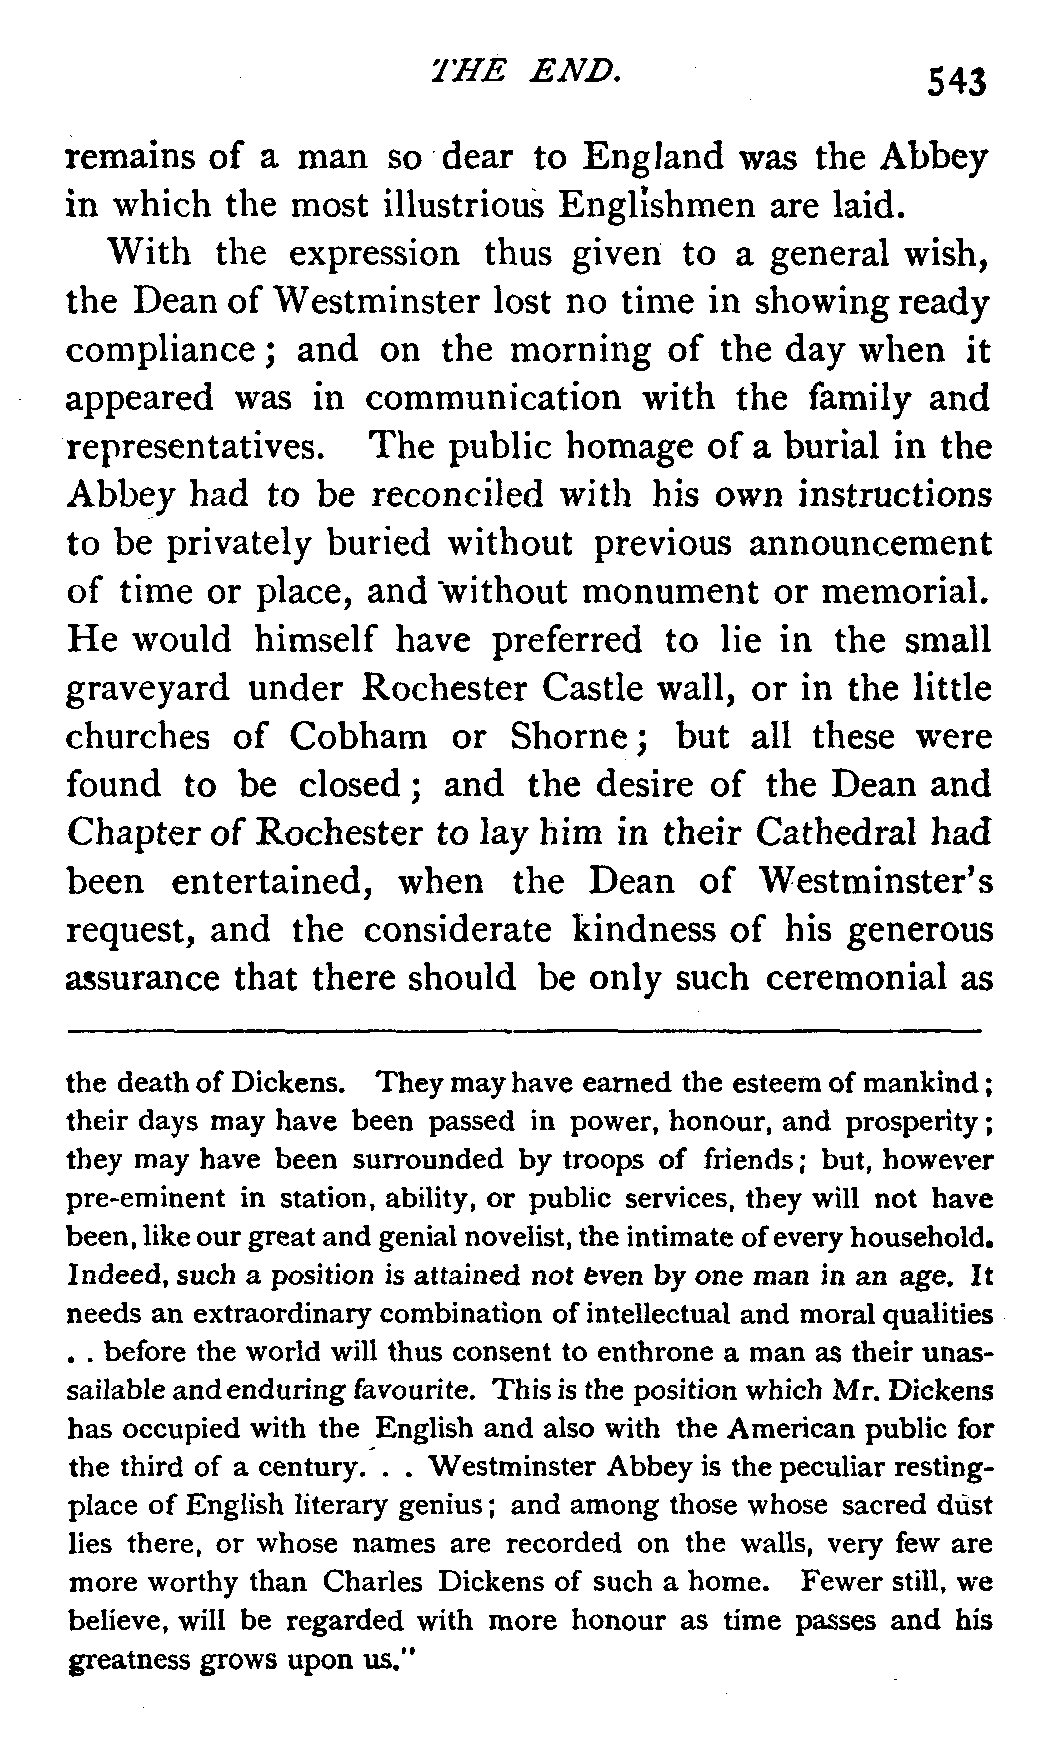 THE END.
543
remains of a man so dear to England was the Abbey
in which the most illustrious Englishmen are laid.
With the expression thus given to a general wish,
the Dean of Westminster lost no time in showing ready
compliance ; and on the morning of the day when it
appeared was in communication with the family and
representatives. The public homage of a burial in the
Abbey had to be reconciled with his own instructions
to be privately buried without previous announcement
of time or place, and without monument or memorial.
He would himself have preferred to lie in the small
graveyard under Rochester Castle wall, or in the little
churches of Cobham or Shorne ; but all these were
found to be closed ; and the desire of the Dean and
Chapter of Rochester to lay him in their Cathedral had
been entertained, when the Dean of Westminster's
request, and the considerate kindness of his generous
assurance that there should be only such ceremonial as
the death of Dickens. They may have earned the esteem of mankind ;
their days may have been passed in power, honour, and prosperity ;
they may have been surrounded by troops of friends ; but, however
pre-eminent in station, ability, or public services, they will not have
been, like our great and genial novelist, the intimate of every household.
Indeed, such a position is attained not even by one man in an age. It
needs an extraordinary combination of intellectual and moral qualities
. . before the world will thus consent to enthrone a man as their unas-
sailable and enduring favourite. This is the position which Mr. Dickens
has occupied with the English and also with the American public for
the third of a century. . . Westminster Abbey is the peculiar resting-
place of English literary genius ; and among those whose sacred dust
lies there, or whose names are recorded on the walls, very few are
more worthy than Charles Dickens of such a home. Fewer still, we
believe, will be regarded with more honour as time passes and his
greatness grows upon us."